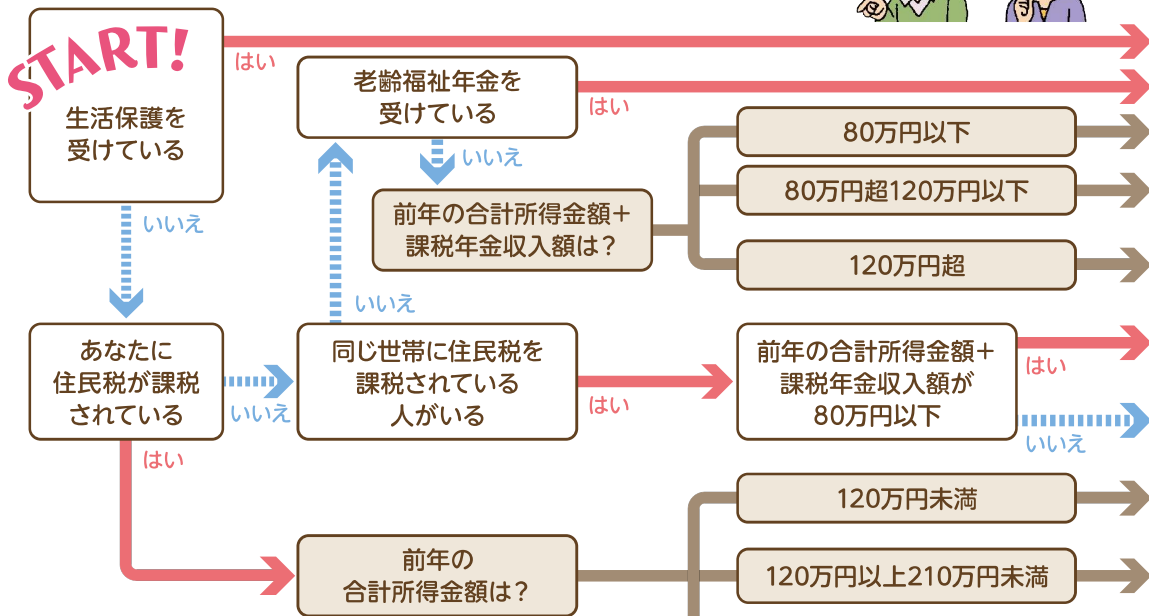 START!
生活保護を
受けている
はい
いいえ
老齢福祉年金を
受けている
はい
いいえ
前年の合計所得金額＋
課税年金収入額は？
80万円以下
80万円超120万円以下
120万円超
あなたに
住民税が課税
されている
いいえ
はい
同じ世帯に住民税を
課税されている
人がいる
いいえ
はい
前年の合計所得金額＋
課税年金収入額が
80万円以下
はい
いいえ
前年の
合計所得金額は？
120万円未満
120万円以上210万円未満